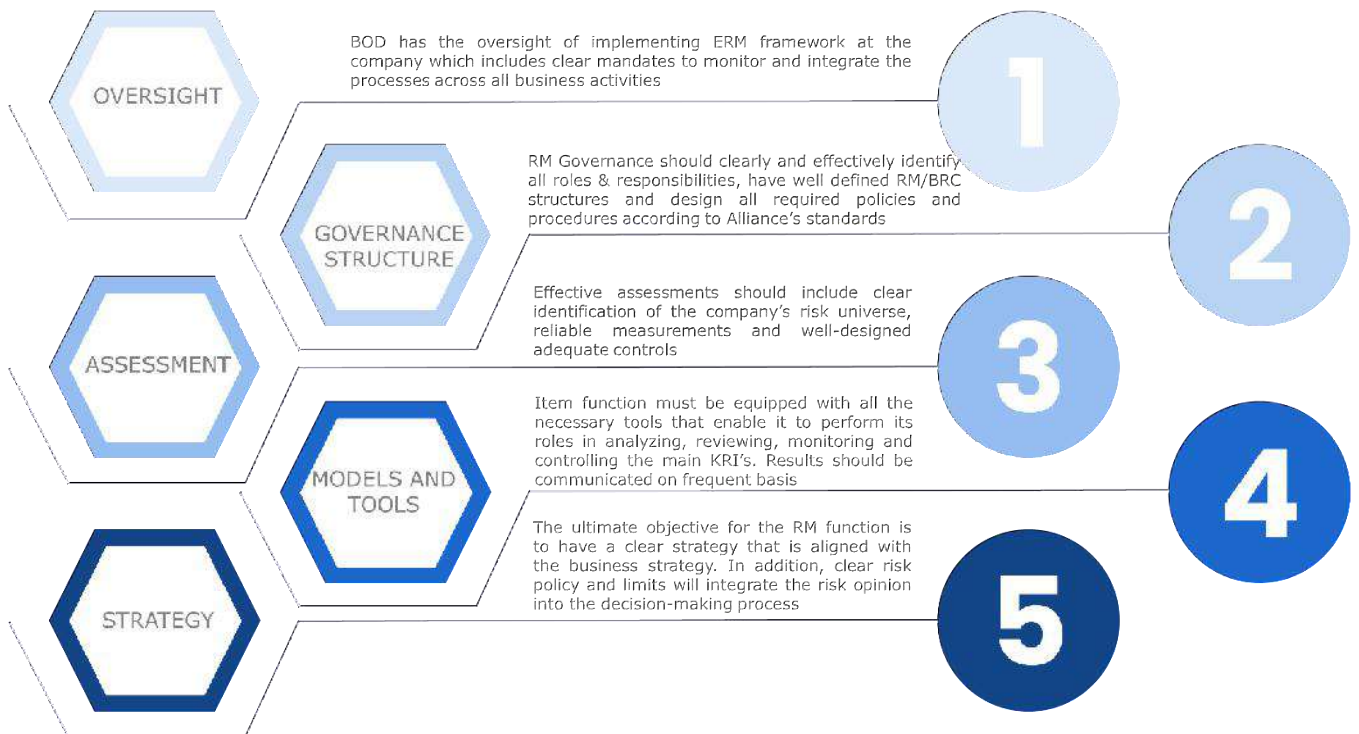 OVERSIGHT
BOD has the oversight of implementing ERM framework at the
company which includes clear mandates to monitor and integrate the
processes across all business activities
1
GOVERNANCE
STRUCTURE
RM Governance should clearly and effectively identify
all roles & responsibilities, have well defined RM/BRC
structures and design all required policies and
procedures according to Alliance's standards
2
ASSESSMENT
Effective assessments should include clear
identification of the company's risk universe,
reliable measurements and well-designed
adequate controls
3
MODELS AND
TOOLS
Item function must be equipped with all the
necessary tools that enable it to perform its
roles in analyzing, reviewing, monitoring and
controlling the main KRI's. Results should be
communicated on frequent basis
4
STRATEGY
The ultimate objective for the RM function is
to have a clear strategy that is aligned with
the business strategy. In addition, clear risk
policy and limits will integrate the risk opinion
into the decision-making process
5